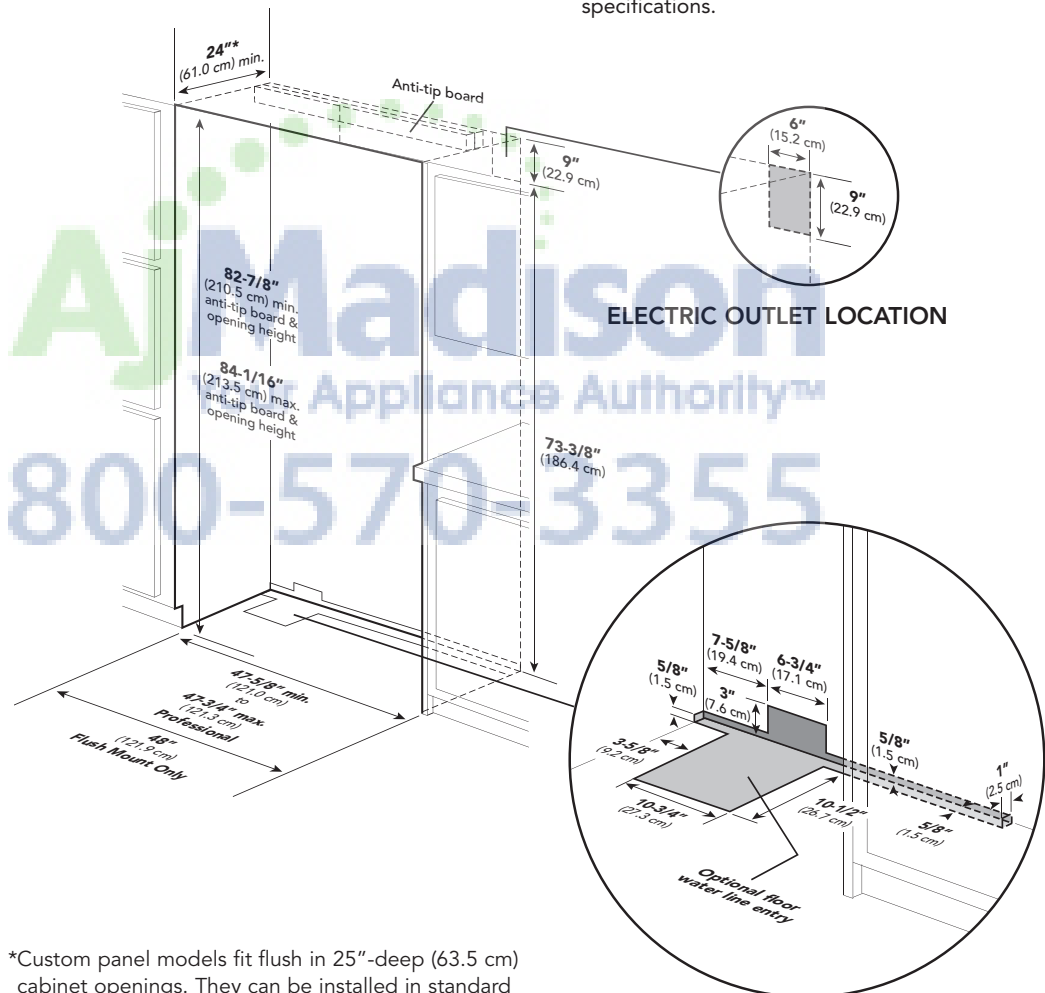 specifications.
24"*
(61.0 cm) min.
Anti-tip board
9"
(22.9 cm)
6"
(15.2 cm)
9"
(22.9 cm)
ELECTRIC OUTLET LOCATION
82-7/8"
(210.5 cm) min.
anti-tip board &
opening height
84-1/16"
(213.5 cm) max.
anti-tip board &
opening height
AjMadison
Your Appliance Authority™
800-570-3355
73-3/8"
(186.4 cm)
47-5/8" min.
(121.0 cm)
to
47-3/4" max.
(121.3 cm)
Professional
48"
(121.9 cm)
Flush Mount Only
7-5/8"
(19.4 cm)
6-3/4"
(17.1 cm)
5/8"
(1.5 cm)
3"
(7.6 cm)
3-5/8"
(9.2 cm)
5/8"
(1.5 cm)
1"
(2.5 cm)
10-3/4"
(27.3 cm)
10-1/2"
(26.7 cm)
5/8"
(1.5 cm)
Optional floor
water line entry
*Custom panel models fit flush in 25"-deep (63.5 cm)
cabinet openings. They can be installed in standard